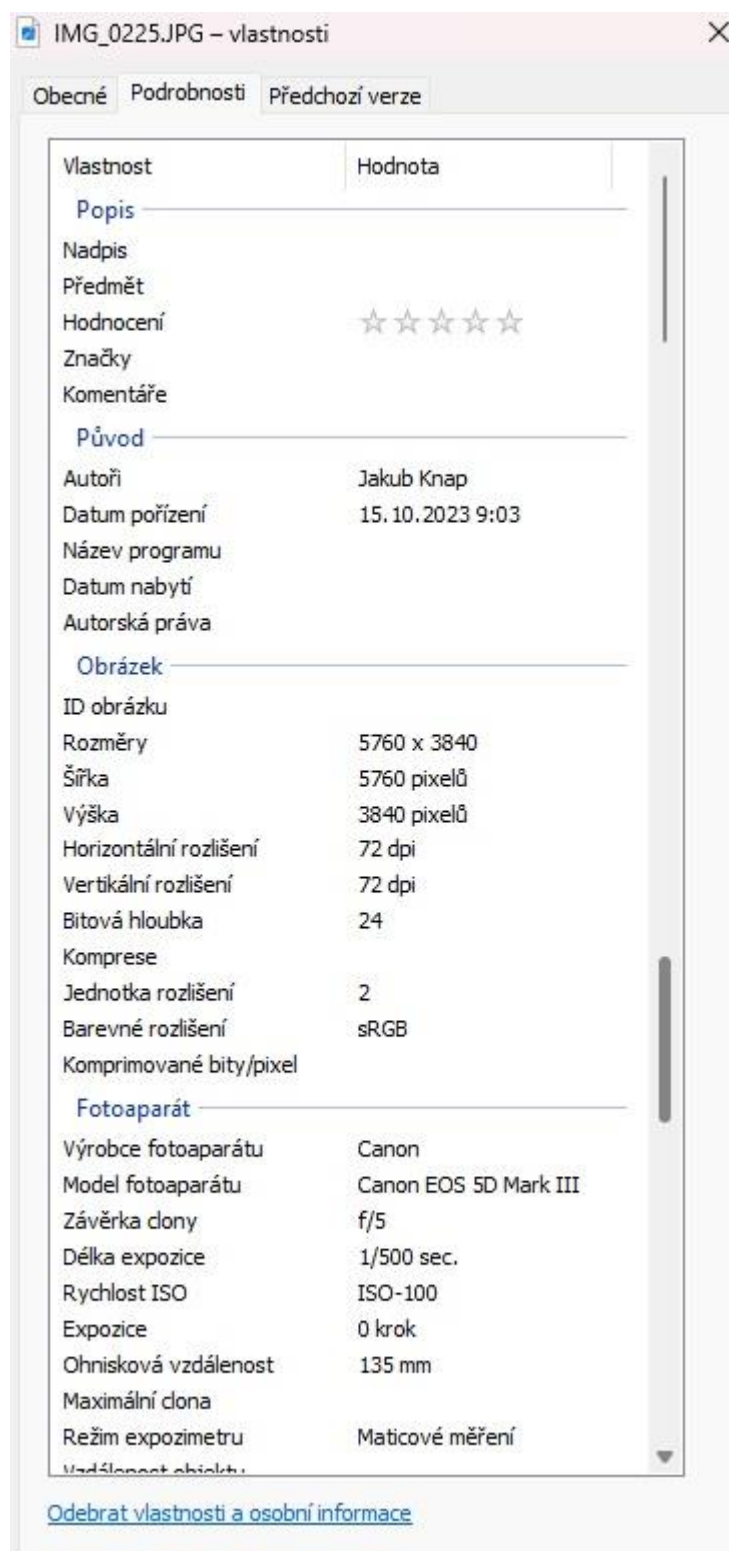 IMG_0225.JPG – vlastnosti
Obecné Podrobnosti Předchozí verze
Vlastnost Hodnota
Popis
Nadpis
Předmět
Hodnocení
Značky
Komentáře
Původ
Autoři Jakub Knap
Datum pořízení 15.10.2023 9:03
Název programu
Datum nabytí
Autorská práva
Obrázek
ID obrázku
Rozměry 5760 x 3840
Šířka 5760 pixelů
Výška 3840 pixelů
Horizontální rozlišení 72 dpi
Vertikální rozlišení 72 dpi
Bitová hloubka 24
Komprese
Jednotka rozlišení 2
Barevné rozlišení sRGB
Komprimované bity/pixel
Fotoaparát
Výrobce fotoaparátu Canon
Model fotoaparátu Canon EOS 5D Mark III
Závěrka clony f/5
Délka expozice 1/500 sec.
Rychlost ISO ISO-100
Expozice 0 krok
Ohnisková vzdálenost 135 mm
Maximální clona
Režim expozimetru Maticové měření
Vzdálenost objektu
Odebrat vlastnosti a osobní informace